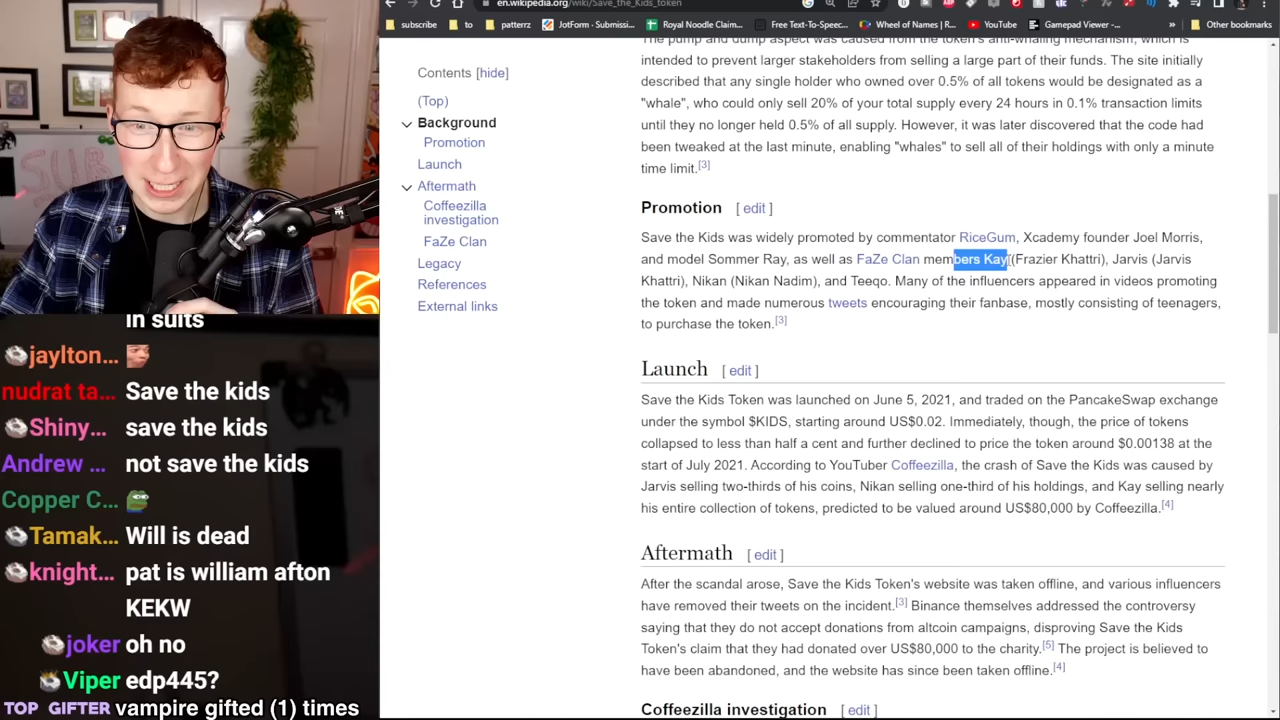 en.wikipedia.org/wiki/Save_the_Kids_token
subscribe
to
patterz
JotForm - Submissi...
Royal Noodle Claim...
Free Text-To-Speec...
Wheel of Names | R...
YouTube
Gamepad Viewer -...
Other bookmarks
Contents [hide]
(Top)
Background
Promotion
Launch
Aftermath
Coffeezilla
investigation
FaZe Clan
Legacy
References
External links
The pump and dump aspect was caused from the token's anti-whaling mechanism, which is
intended to prevent larger stakeholders from selling a large part of their funds. The site initially
described that any single holder who owned over 0.5% of all tokens would be designated as a
"whale", who could only sell 20% of your total supply every 24 hours in 0.1% transaction limits
until they no longer held 0.5% of all supply. However, it was later discovered that the code had
been tweaked at the last minute, enabling "whales" to sell all of their holdings with only a minute
time limit.[3]
Promotion [ edit ]
Save the Kids was widely promoted by commentator RiceGum, Xcademy founder Joel Morris,
and model Sommer Ray, as well as FaZe Clan members Kay (Frazier Khattri), Jarvis (Jarvis
Khattri), Nikan (Nikan Nadim), and Teeqo. Many of the influencers appeared in videos promoting
the token and made numerous tweets encouraging their fanbase, mostly consisting of teenagers,
to purchase the token.[3]
Launch [ edit ]
Save the Kids Token was launched on June 5, 2021, and traded on the PancakeSwap exchange
under the symbol $KIDS, starting around US$0.02. Immediately, though, the price of tokens
collapsed to less than half a cent and further declined to price the token around $0.00138 at the
start of July 2021. According to YouTuber Coffeezilla, the crash of Save the Kids was caused by
Jarvis selling two-thirds of his coins, Nikan selling one-third of his holdings, and Kay selling nearly
his entire collection of tokens, predicted to be valued around US$80,000 by Coffeezilla.[4]
Aftermath [ edit ]
After the scandal arose, Save the Kids Token's website was taken offline, and various influencers
have removed their tweets on the incident.[3] Binance themselves addressed the controversy
saying that they do not accept donations from altcoin campaigns, disproving Save the Kids
Token's claim that they had donated over US$80,000 to the charity.[5] The project is believed to
have been abandoned, and the website has since been taken offline.[4]
Coffeezilla investigation [ edit ]
in suits
jaylton...
nudrat ta... Save the kids
Shiny... save the kids
Andrew ... not save the kids
Copper C...
Tamak... Will is dead
knight... pat is william afton
KEKW
joker oh no
Viper edp445?
TOP GIFTER vampire gifted (1) times